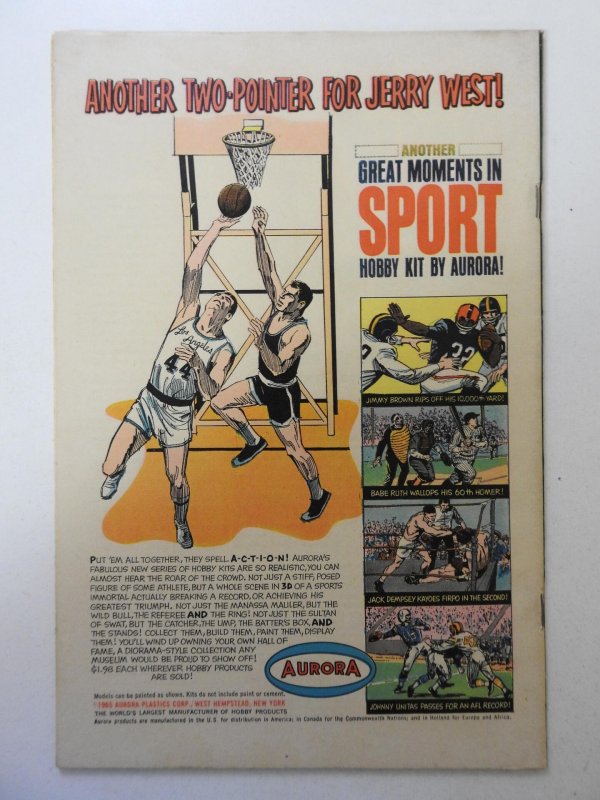 ANOTHER TWO-POINTER FOR JERRY WEST!
ANOTHER
GREAT MOMENTS IN
SPORT
HOBBY KIT BY AURORA!
Los Angeles
44
32
JIMMY BROWN RIPS OFF HIS 10,000th YARD!
BABE RUTH WALLOPS HIS 60th HOMER!
JACK DEMPSEY KAYOES FIRPO IN THE SECOND!
JOHNNY UNITAS PASSES FOR AN AFL RECORD!
PUT 'EM ALL TOGETHER, THEY SPELL A-C-T-I-O-N! AURORA'S
FABULOUS NEW SERIES OF HOBBY KITS ARE SO REALISTIC, YOU CAN
ALMOST HEAR THE ROAR OF THE CROWD. NOT JUST A STIFF, POSED
FIGURE OF SOME ATHLETE, BUT A WHOLE SCENE IN 3D OF A SPORTS
IMMORTAL ACTUALLY BREAKING A RECORD, OR ACHIEVING HIS
GREATEST TRIUMPH. NOT JUST THE MANASSA MAULER, BUT THE
WILD BULL, THE REFEREE AND THE RING! NOT JUST THE SULTAN
OF SWAT, BUT THE CATCHER, THE UMP, THE BATTER'S BOX, AND
THE STANDS! COLLECT THEM, BUILD THEM, PAINT THEM, DISPLAY
THEM! YOU'LL WIND UP OWNING YOUR OWN HALL OF
FAME! A DIORAMA-STYLE COLLECTION ANY
MUSEUM WOULD BE PROUD TO SHOW OFF!
$1.98 EACH WHEREVER HOBBY PRODUCTS
ARE SOLD!
AURORA
Models can be painted as shown. Kits do not include paint or cement.
©1965 AURORA PLASTICS CORP., WEST HEMPSTEAD, NEW YORK
THE WORLD'S LARGEST MANUFACTURER OF HOBBY PRODUCTS
Aurora products are manufactured in the U.S. for distribution in America; in Canada for the Commonwealth Nations; and in Holland for Europe and Africa.